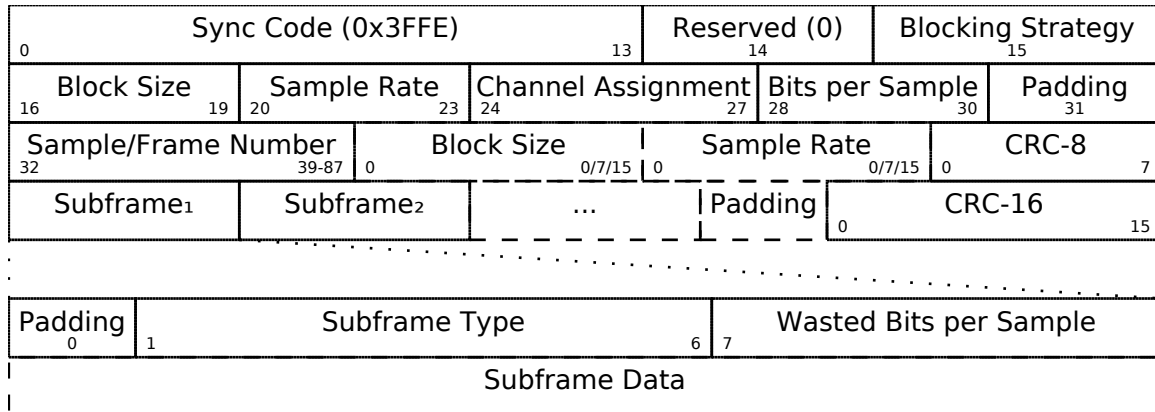 Sync Code (0x3FFE) Reserved (0) Blocking Strategy
0 13 14 15
Block Size Sample Rate Channel Assignment Bits per Sample Padding
16 19 20 23 24 27 28 30 31
Sample/Frame Number Block Size Sample Rate CRC-8
32 39-87 0 0/7/15 0 0/7/15 0 7
Subframe₁ Subframe₂ ... Padding CRC-16
0 15
Padding Subframe Type Wasted Bits per Sample
0 1 6 7
Subframe Data